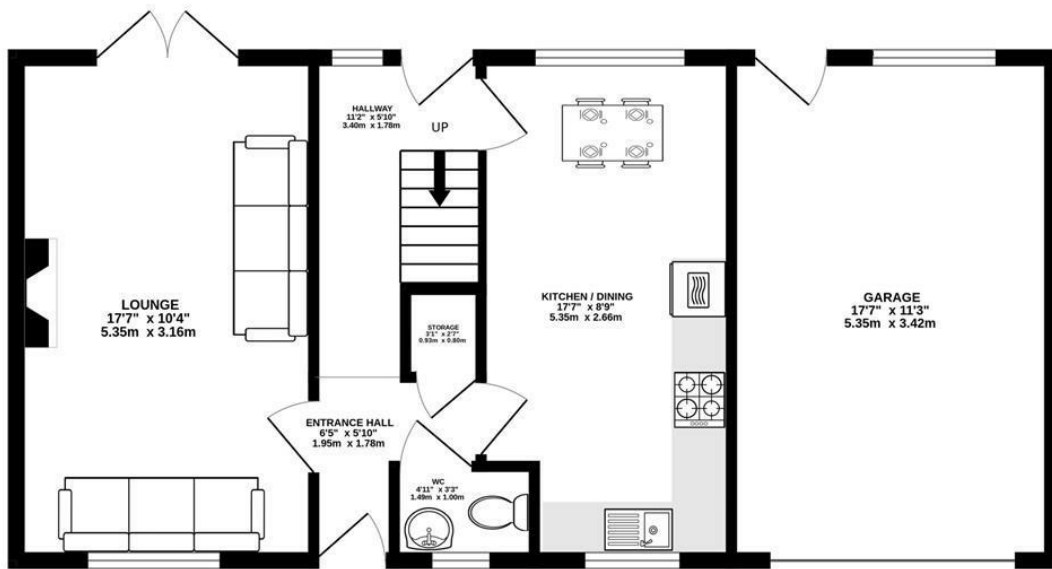 HALLWAY
11'2" x 5'10"
3.40m x 1.78m
UP
LOUNGE
17'7" x 10'4"
5.35m x 3.16m
KITCHEN / DINING
17'7" x 8'9"
5.35m x 2.66m
GARAGE
17'7" x 11'3"
5.35m x 3.42m
STORAGE
3'1" x 2'7"
0.93m x 0.80m
ENTRANCE HALL
6'5" x 5'10"
1.95m x 1.78m
WC
4'11" x 3'3"
1.49m x 1.00m